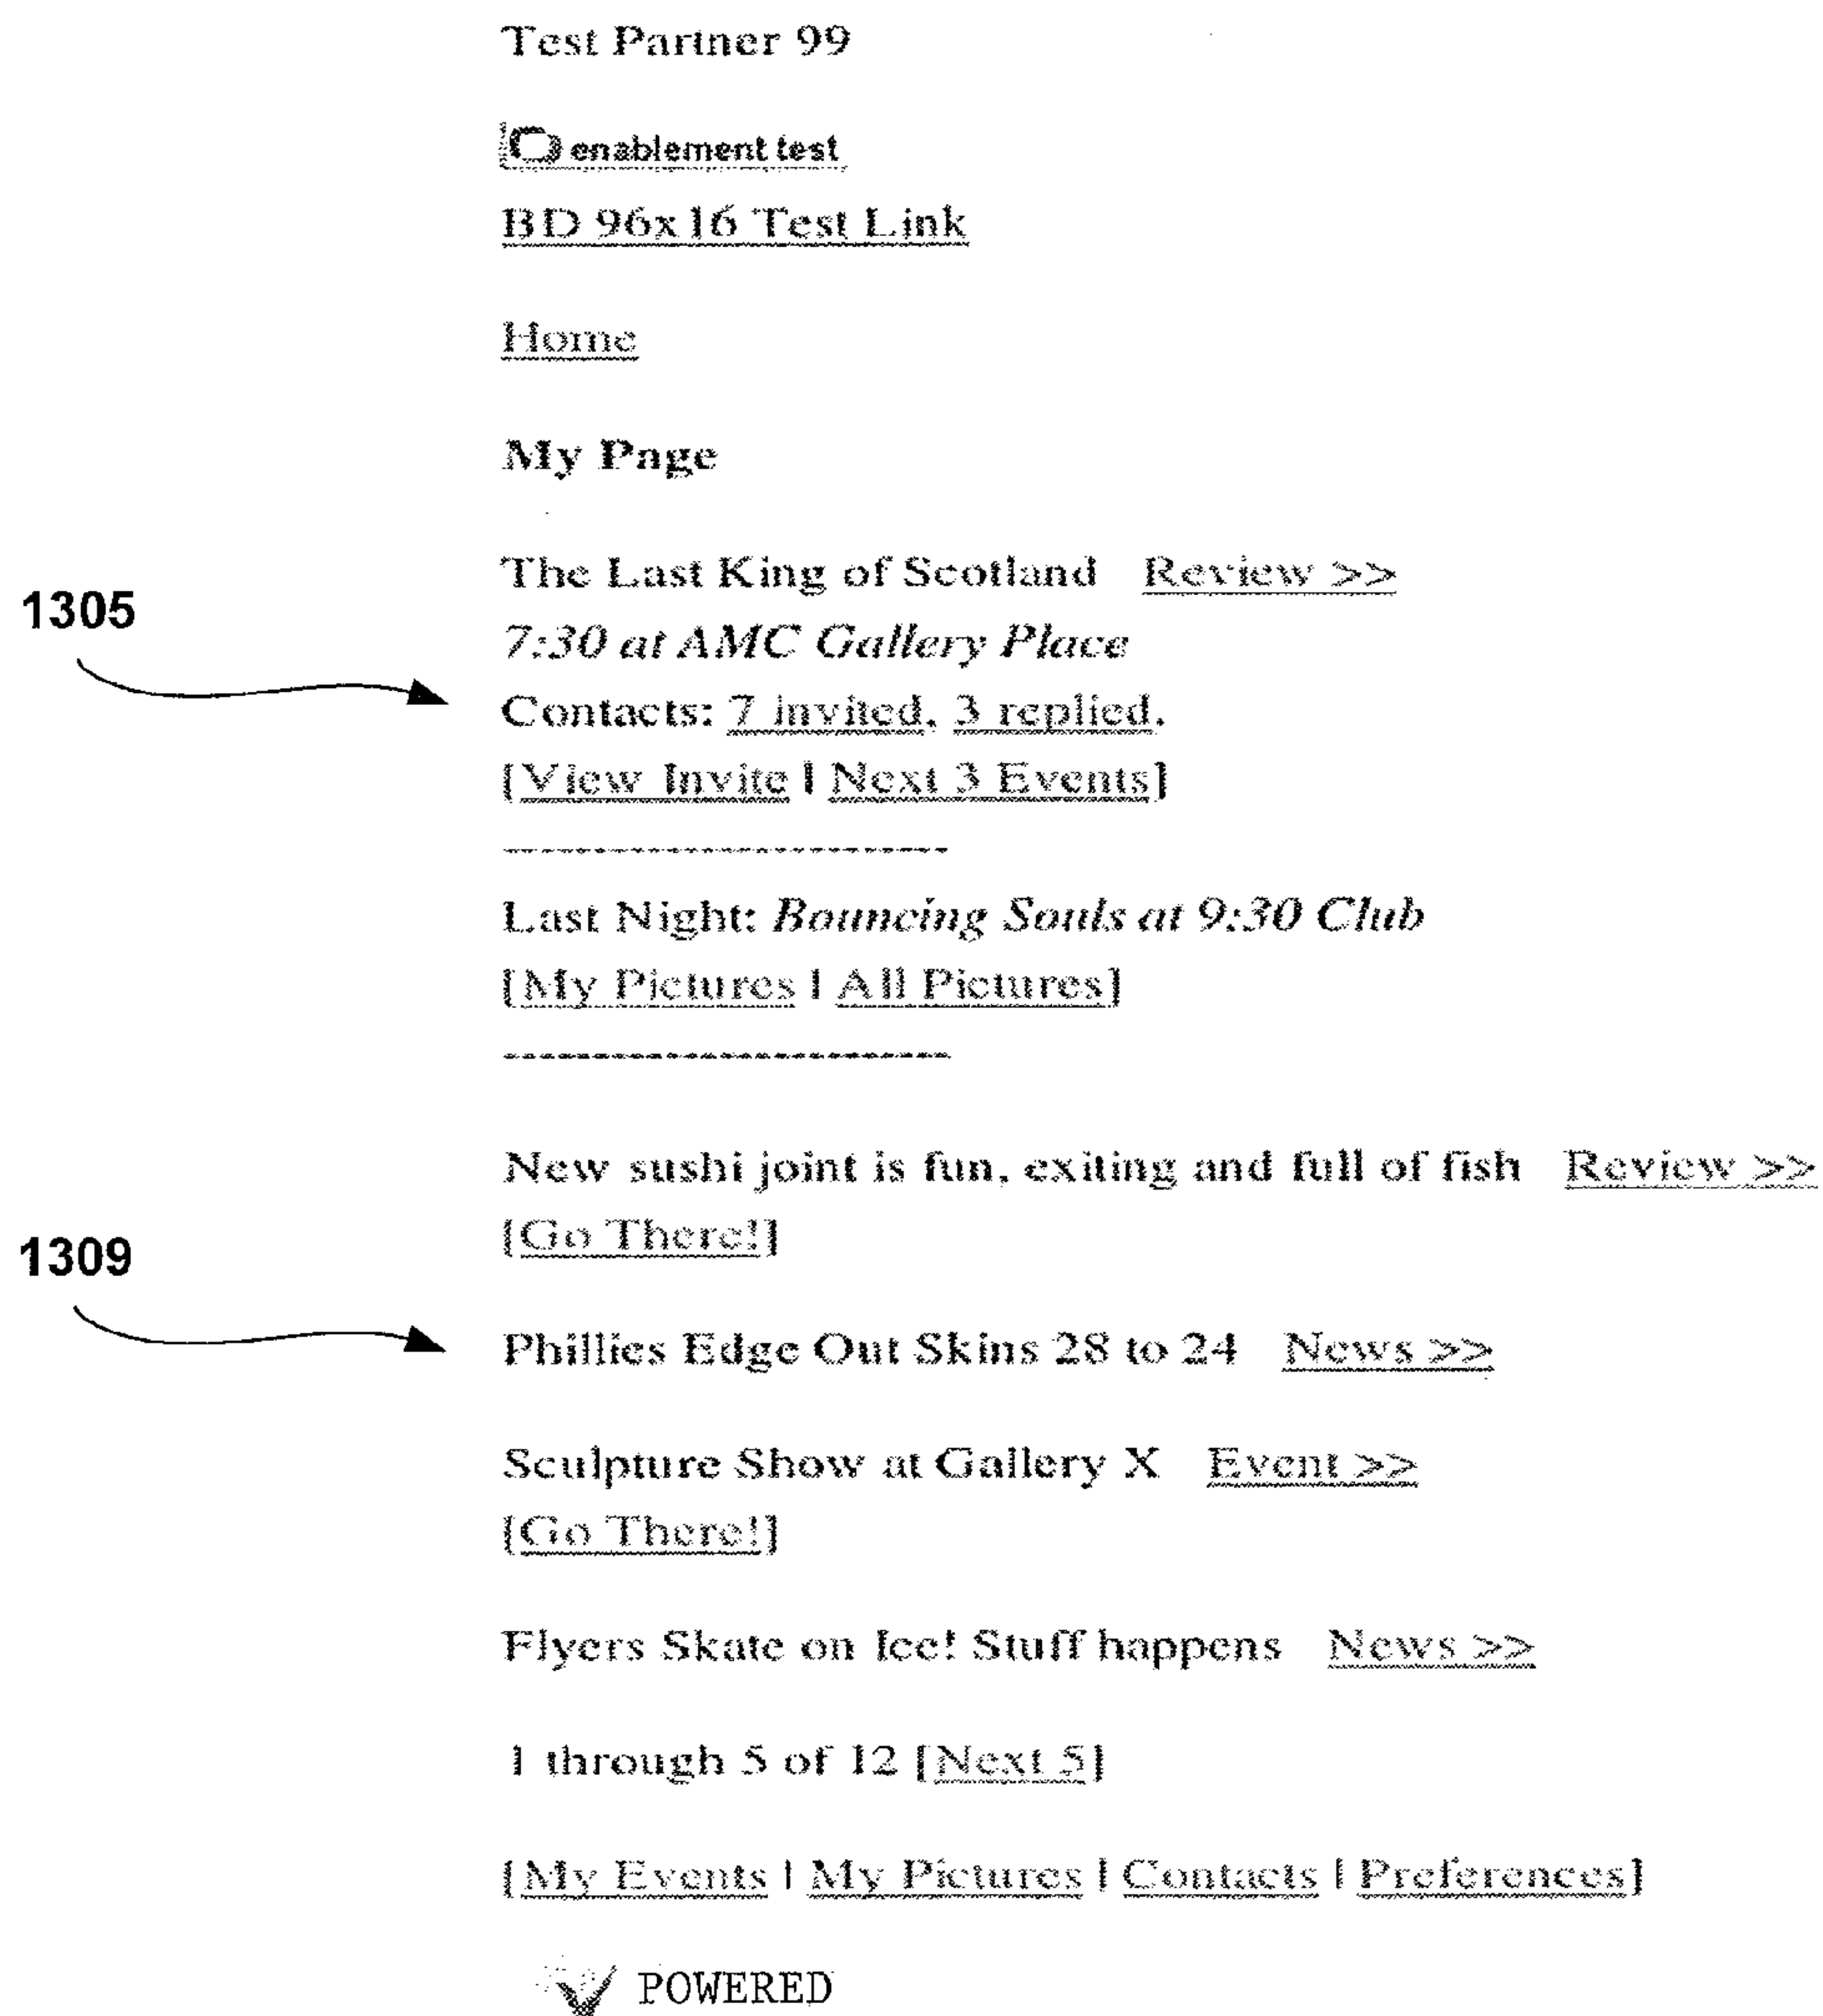 Test Partner 99
enablement test
BD 96x16 Test Link
Home
My Page
The Last King of Scotland Review >>
1305
7:30 at AMC Gallery Place
Contacts: 7 invited, 3 replied.
[View Invite | Next 3 Events]
-------------------------
Last Night: Bouncing Souls at 9:30 Club
[My Pictures | All Pictures]
-------------------------
New sushi joint is fun, exiting and full of fish Review >>
[Go There!]
1309
Phillies Edge Out Skins 28 to 24 News >>
Sculpture Show at Gallery X Event >>
[Go There!]
Flyers Skate on Ice! Stuff happens News >>
1 through 5 of 12 [Next 5]
[My Events | My Pictures | Contacts | Preferences]
POWERED